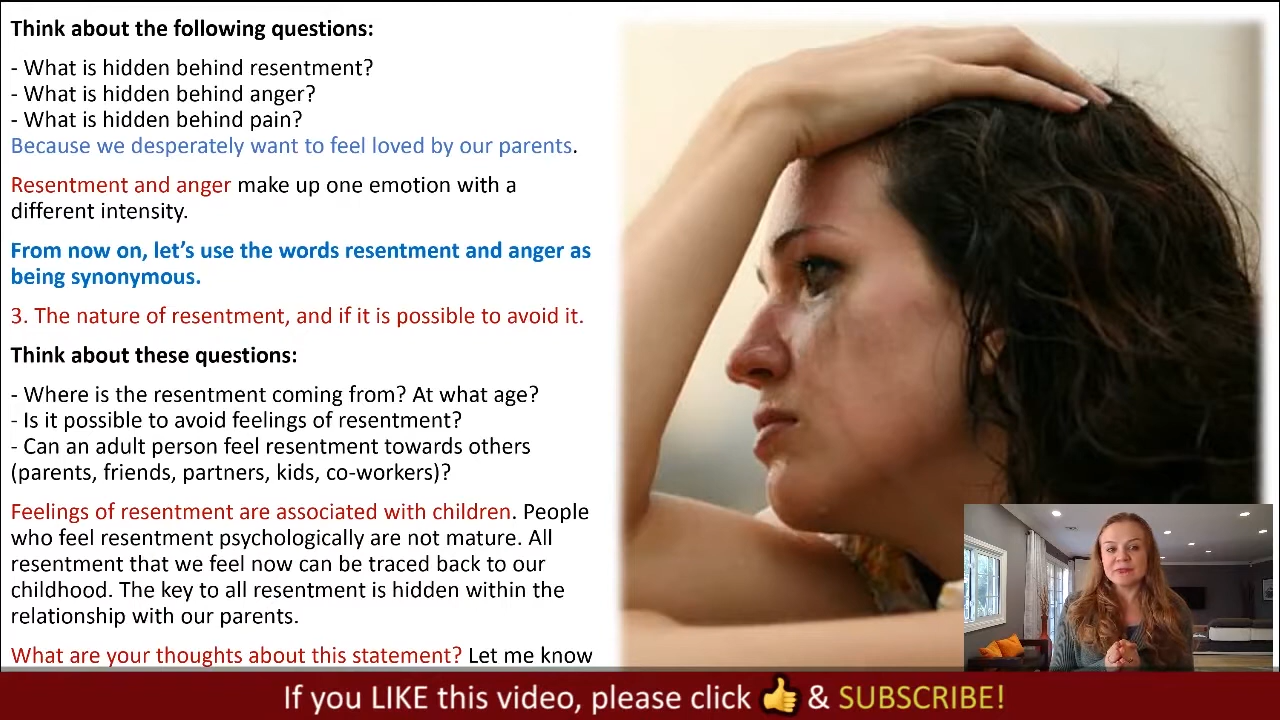 Think about the following questions:
- What is hidden behind resentment?
- What is hidden behind anger?
- What is hidden behind pain?
Because we desperately want to feel loved by our parents.
Resentment and anger make up one emotion with a
different intensity.
From now on, let's use the words resentment and anger as
being synonymous.
3. The nature of resentment, and if it is possible to avoid it.
Think about these questions:
- Where is the resentment coming from? At what age?
- Is it possible to avoid feelings of resentment?
- Can an adult person feel resentment towards others
(parents, friends, partners, kids, co-workers)?
Feelings of resentment are associated with children. People
who feel resentment psychologically are not mature. All
resentment that we feel now can be traced back to our
childhood. The key to all resentment is hidden within the
relationship with our parents.
What are your thoughts about this statement? Let me know
If you LIKE this video, please click 👍 & SUBSCRIBE!